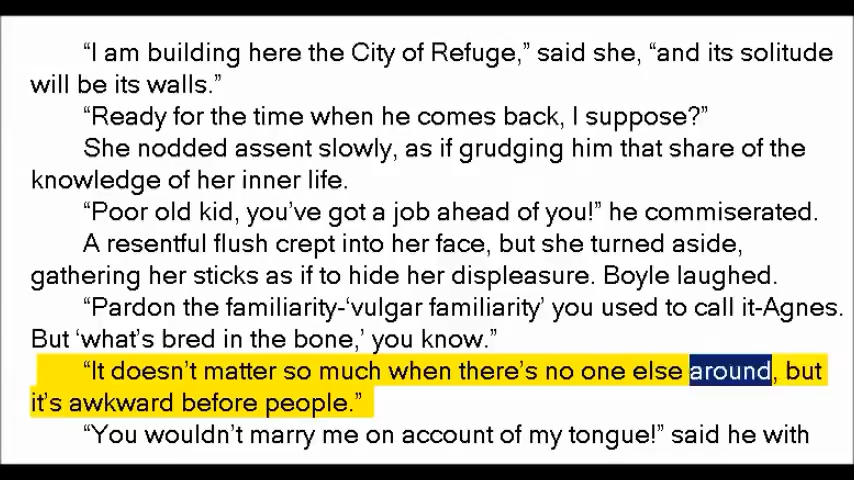 “I am building here the City of Refuge,” said she, “and its solitude
will be its walls.”
“Ready for the time when he comes back, I suppose?”
She nodded assent slowly, as if grudging him that share of the
knowledge of her inner life.
“Poor old kid, you’ve got a job ahead of you!” he commiserated.
A resentful flush crept into her face, but she turned aside,
gathering her sticks as if to hide her displeasure. Boyle laughed.
“Pardon the familiarity-‘vulgar familiarity’ you used to call it-Agnes.
But ‘what’s bred in the bone,’ you know.”
“It doesn’t matter so much when there’s no one else around, but
it’s awkward before people.”
“You wouldn’t marry me on account of my tongue!” said he with